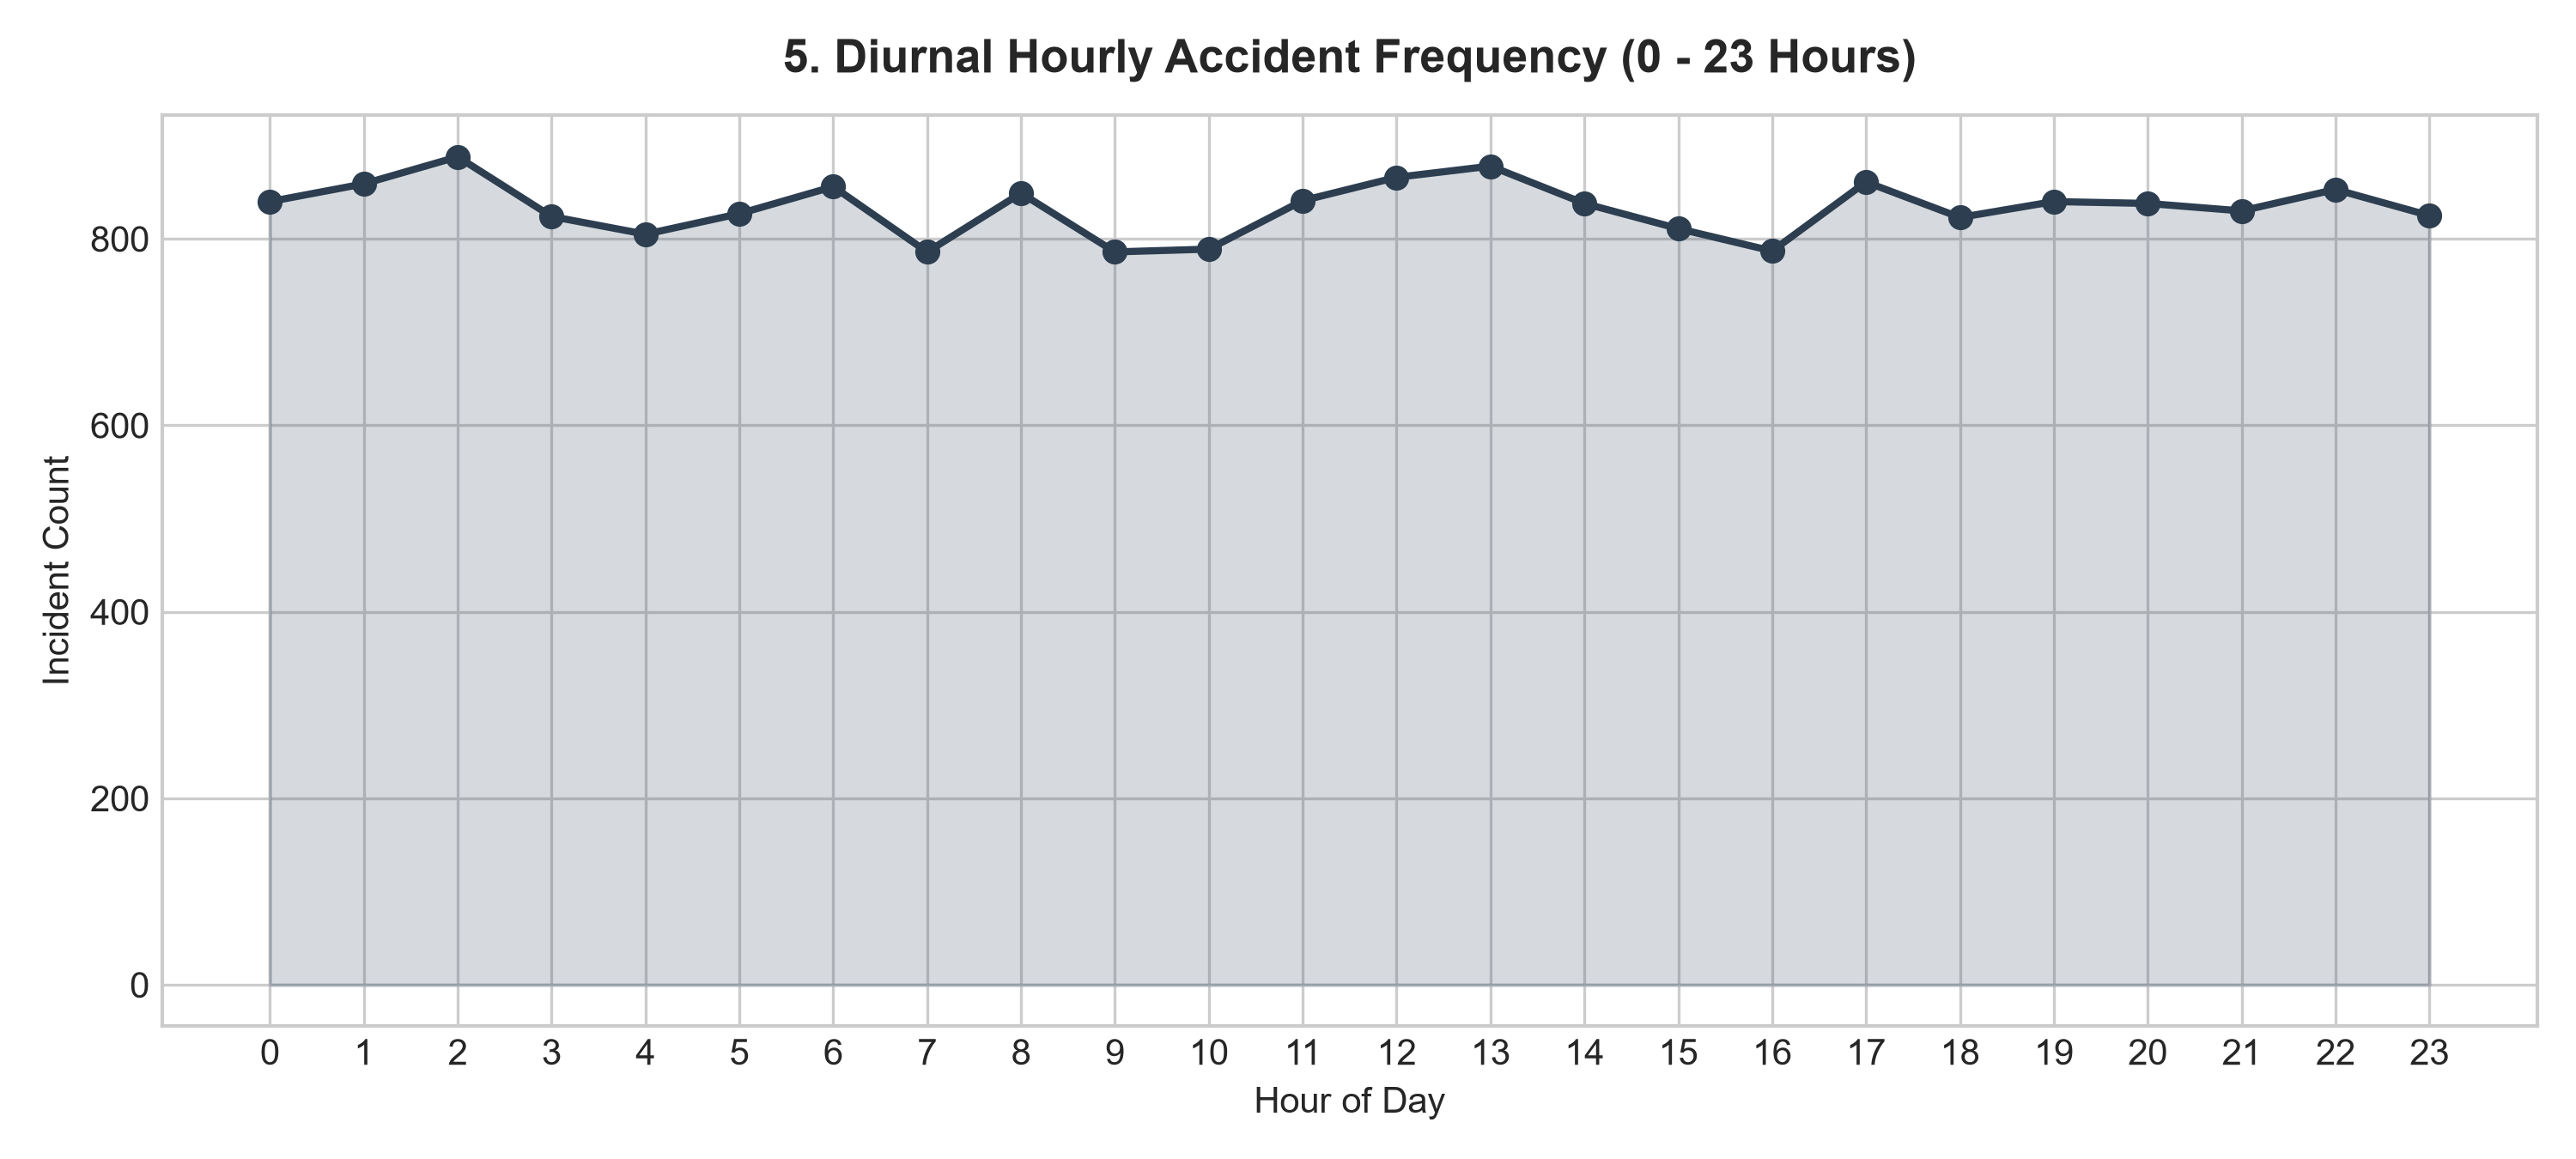 5. Diurnal Hourly Accident Frequency (0 - 23 Hours)
Incident Count
800
600
400
200
0
0 1 2 3 4 5 6 7 8 9 10 11 12 13 14 15 16 17 18 19 20 21 22 23
Hour of Day